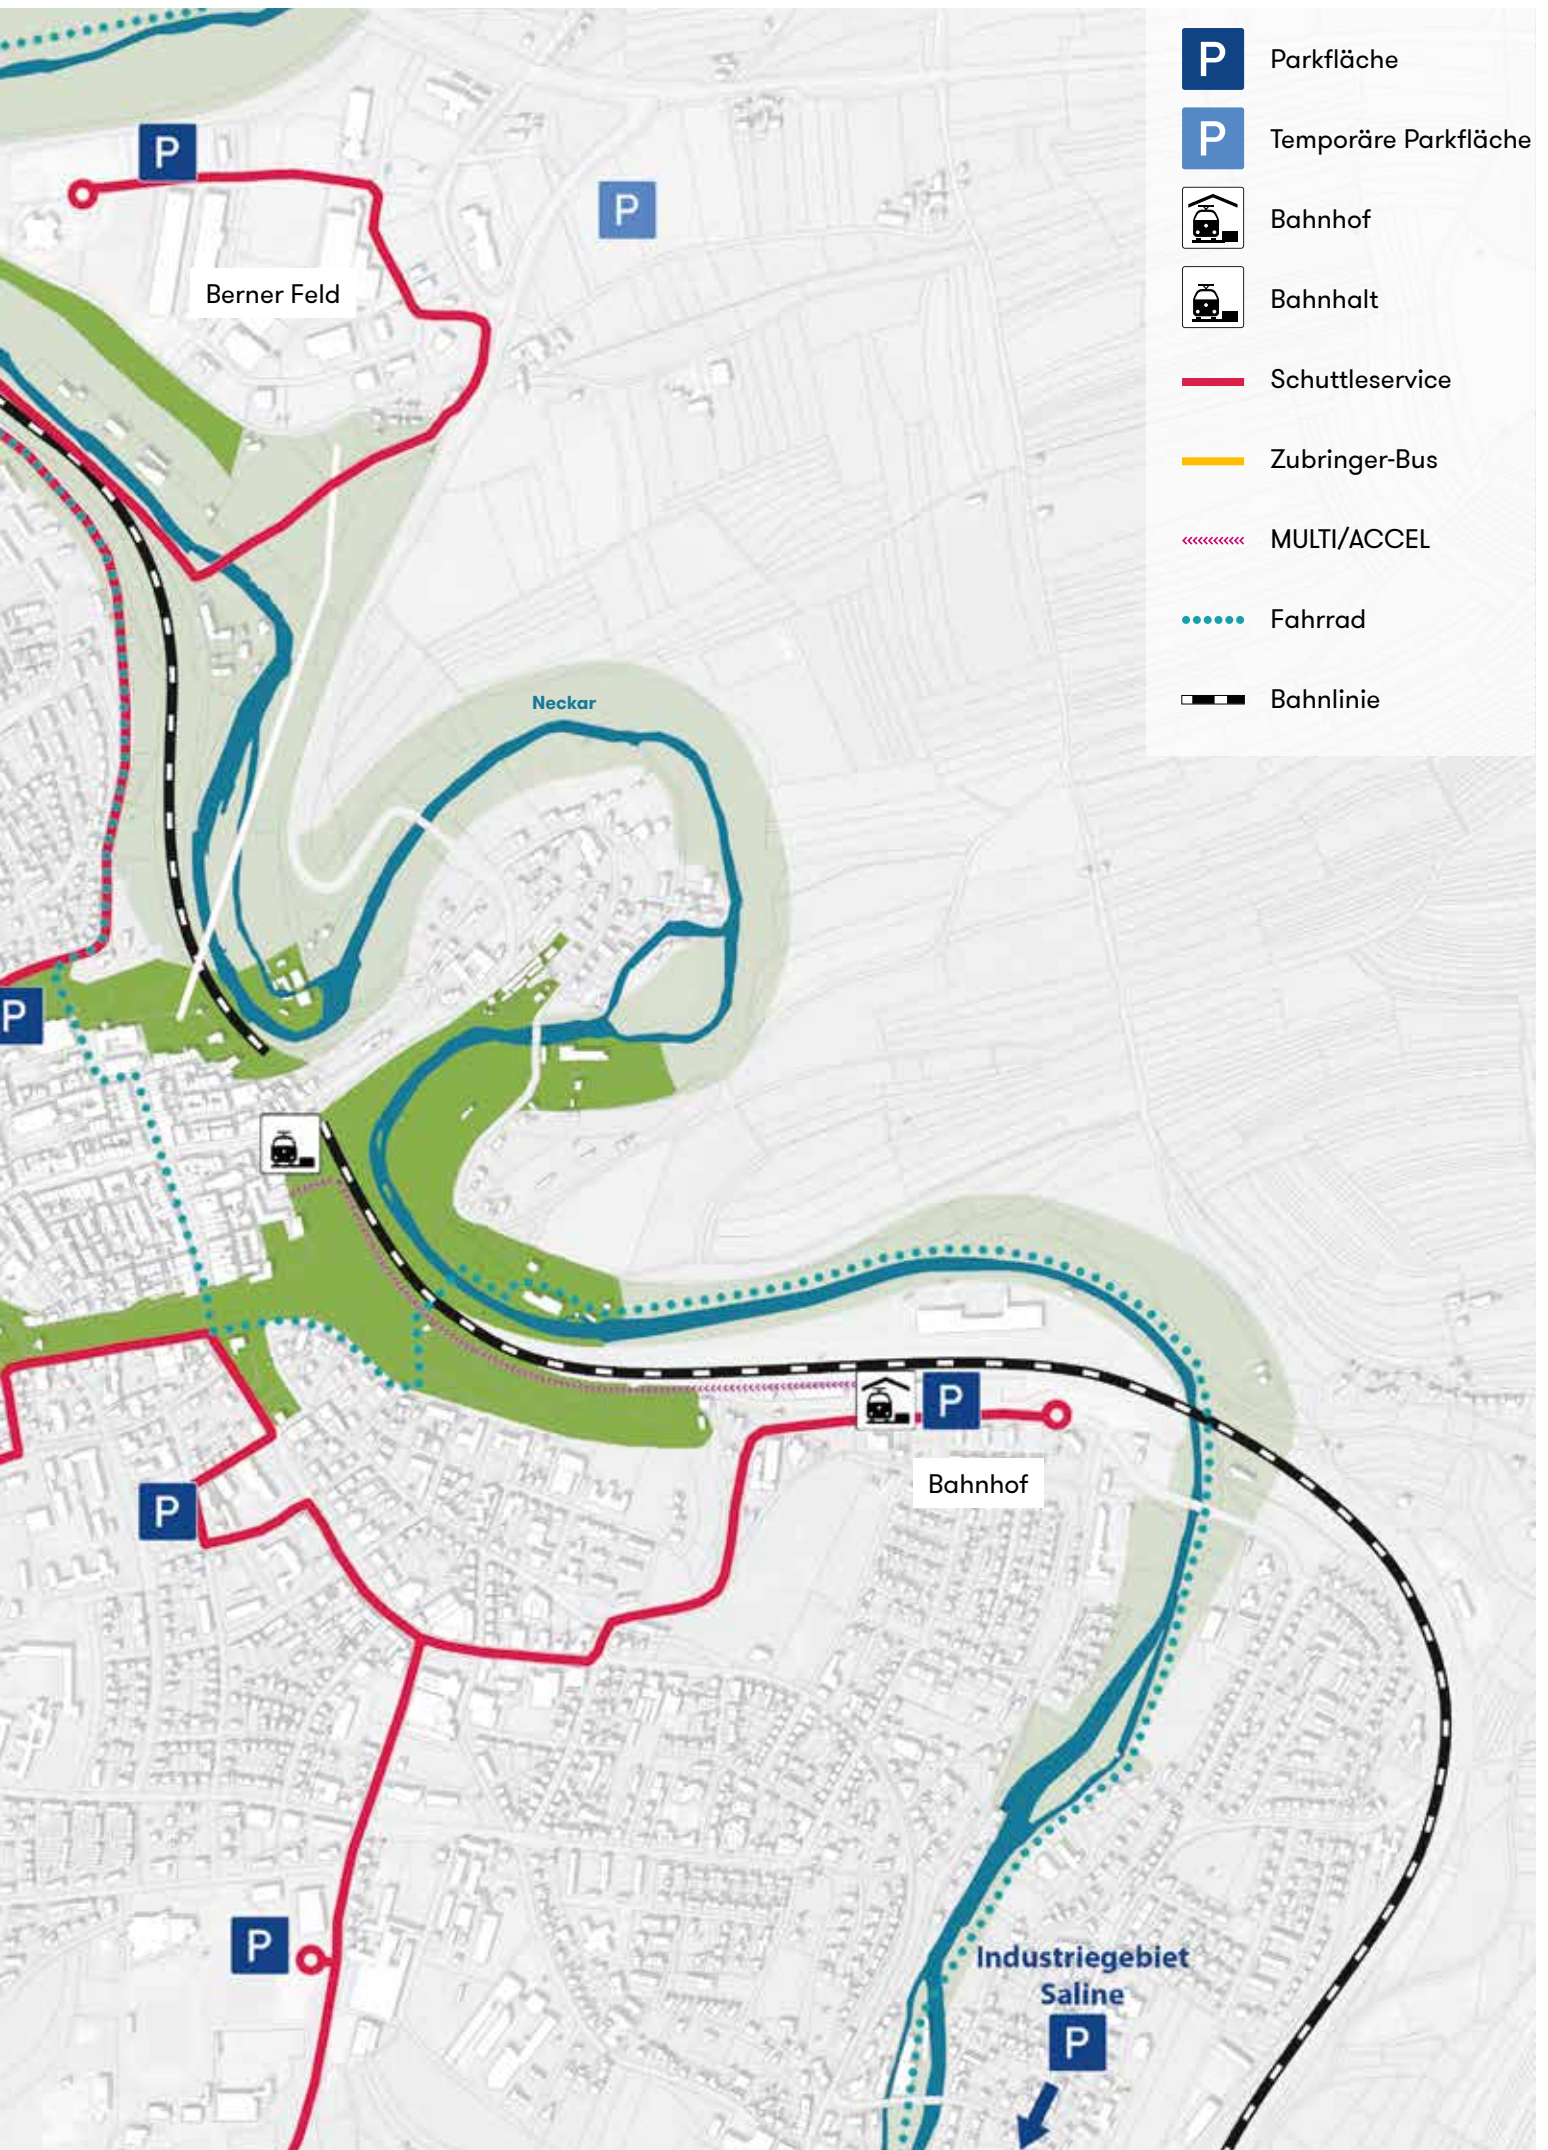 P Parkfläche
P Temporäre Parkfläche
Bahnhof
Bahnhalt
Schuttleservice
Zubringer-Bus
MULTI/ACCEL
Fahrrad
Bahnlinie
P
P
Berner Feld
Neckar
P
P
Bahnhof
P
P
Industriegebiet
Saline
P